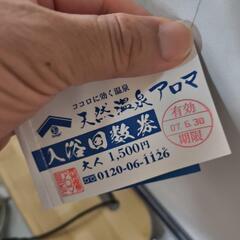 ココロに効く温泉
天然温泉アロマ
入浴回数券
大人 1,500円
0120-06-1126
有効
07.6.30
期限